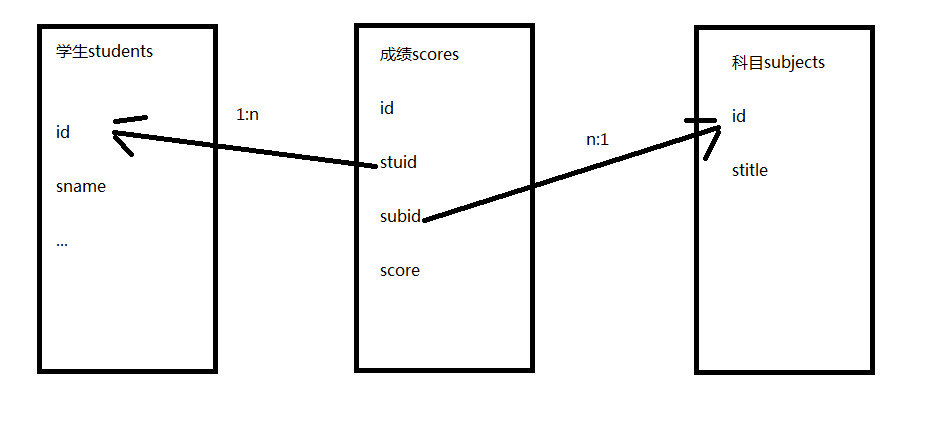 学生students
id
sname
...
1:n
成绩scores
id
stuid
subid
score
n:1
科目subjects
id
stitle